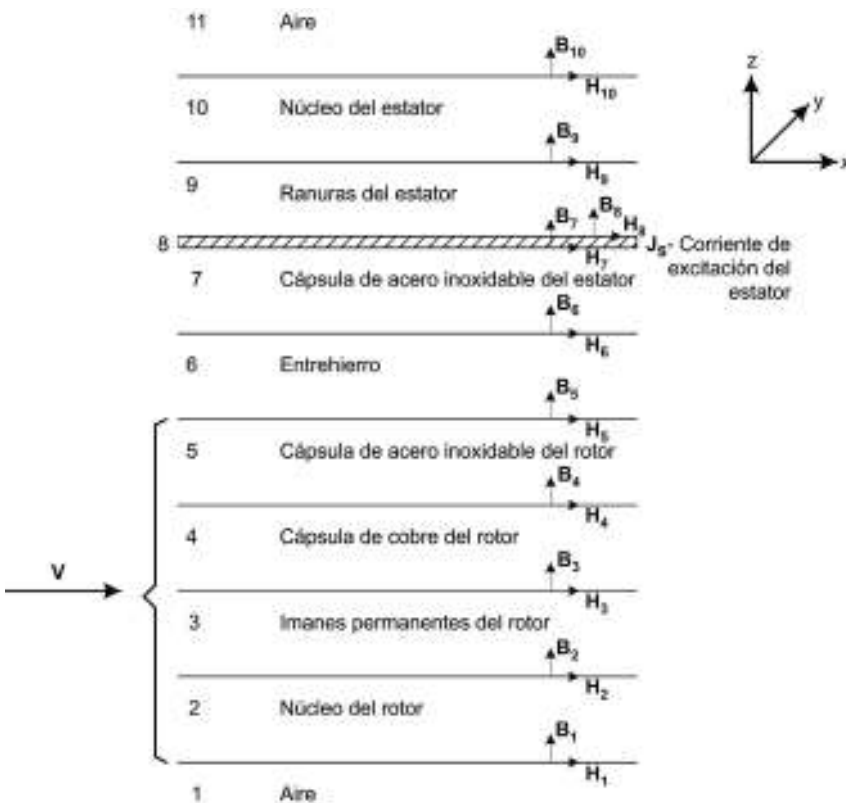 11 Aire
B10
H10
z
y
x
10 Núcleo del estator
B9
H9
9 Ranuras del estator
B7 B8
H8
8
H7
Js- Corriente de
excitación del
estator
7 Cápsula de acero inoxidable del estator
B6
H6
6 Entrehierro
B5
H5
5 Cápsula de acero inoxidable del rotor
B4
H4
4 Cápsula de cobre del rotor
V
B3
H3
3 Imanes permanentes del rotor
B2
H2
2 Núcleo del rotor
B1
H1
1 Aire